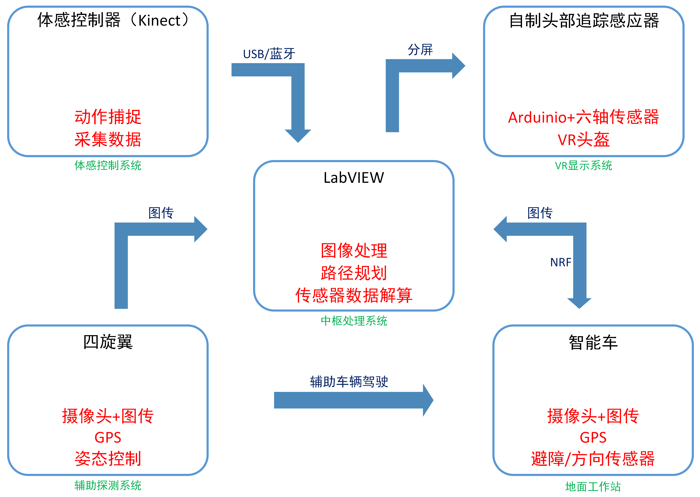 体感控制器（Kinect）
动作捕捉
采集数据
体感控制系统
USB/蓝牙
分屏
自制头部追踪感应器
Arduinio+六轴传感器
VR头盔
VR显示系统
LabVIEW
图像处理
路径规划
传感器数据解算
中枢处理系统
图传
图传
NRF
四旋翼
摄像头+图传
GPS
姿态控制
辅助探测系统
辅助车辆驾驶
智能车
摄像头+图传
GPS
避障/方向传感器
地面工作站